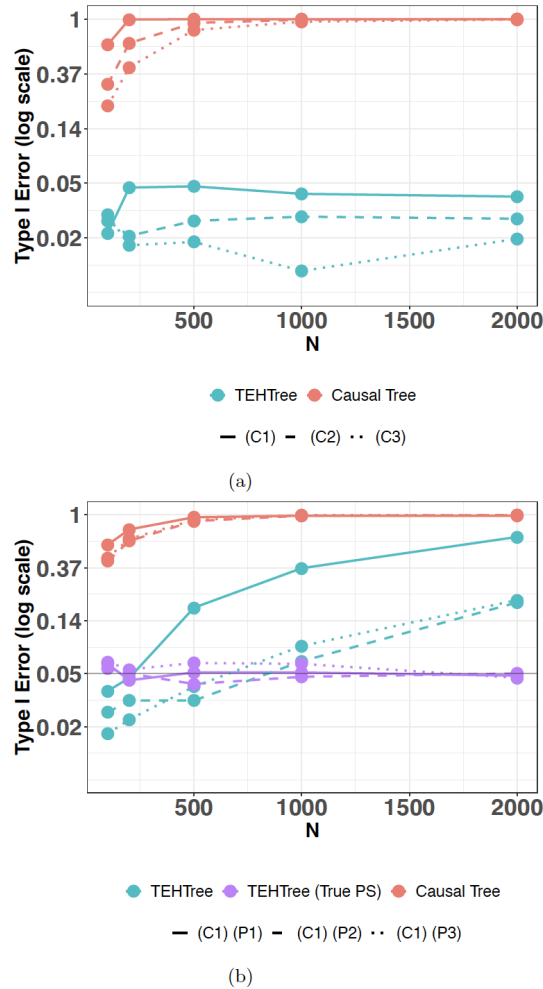 1
0.37
0.14
0.05
0.02
Type I Error (log scale)
500 1000 1500 2000
N
TEHTree Causal Tree
(C1) (C2) (C3)
(a)
1
0.37
0.14
0.05
0.02
Type I Error (log scale)
500 1000 1500 2000
N
TEHTree TEHTree (True PS) Causal Tree
(C1) (P1) (C1) (P2) (C1) (P3)
(b)